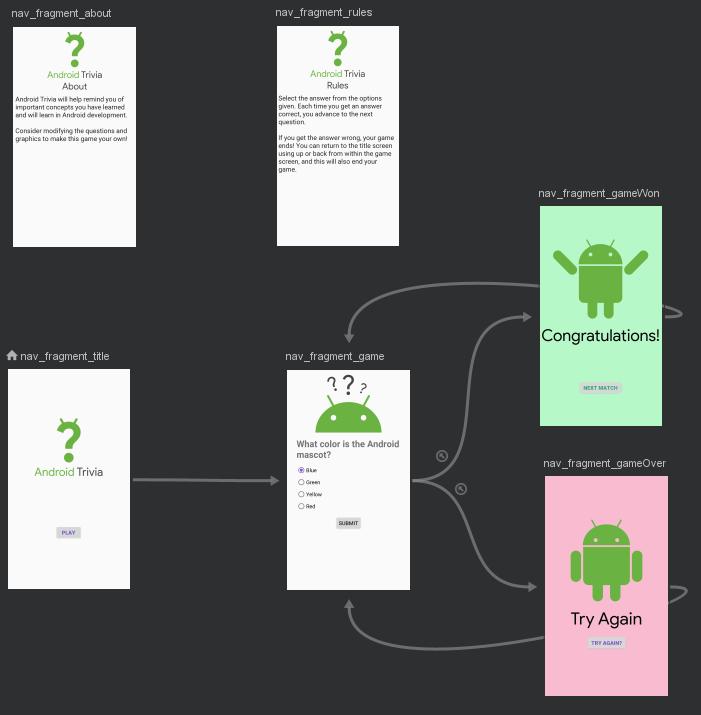 nav_fragment_about
Android Trivia
About
Android Trivia will help remind you of
important concepts you have learned
and will learn in Android development.
Consider modifying the questions and
graphics to make this game your own!
nav_fragment_rules
Android Trivia
Rules
Select the answer from the options
given. Each time you get an answer
correct, you advance to the next
question.
If you get the answer wrong, your game
ends! You can return to the title screen
using up or back from within the game
screen, and this will also end your
game.
nav_fragment_gameWon
Congratulations!
NEXT MATCH
nav_fragment_title
Android Trivia
PLAY
nav_fragment_game
? ? ?
What color is the Android
mascot?
Blue
Green
Yellow
Red
SUBMIT
nav_fragment_gameOver
Try Again
TRY AGAIN?